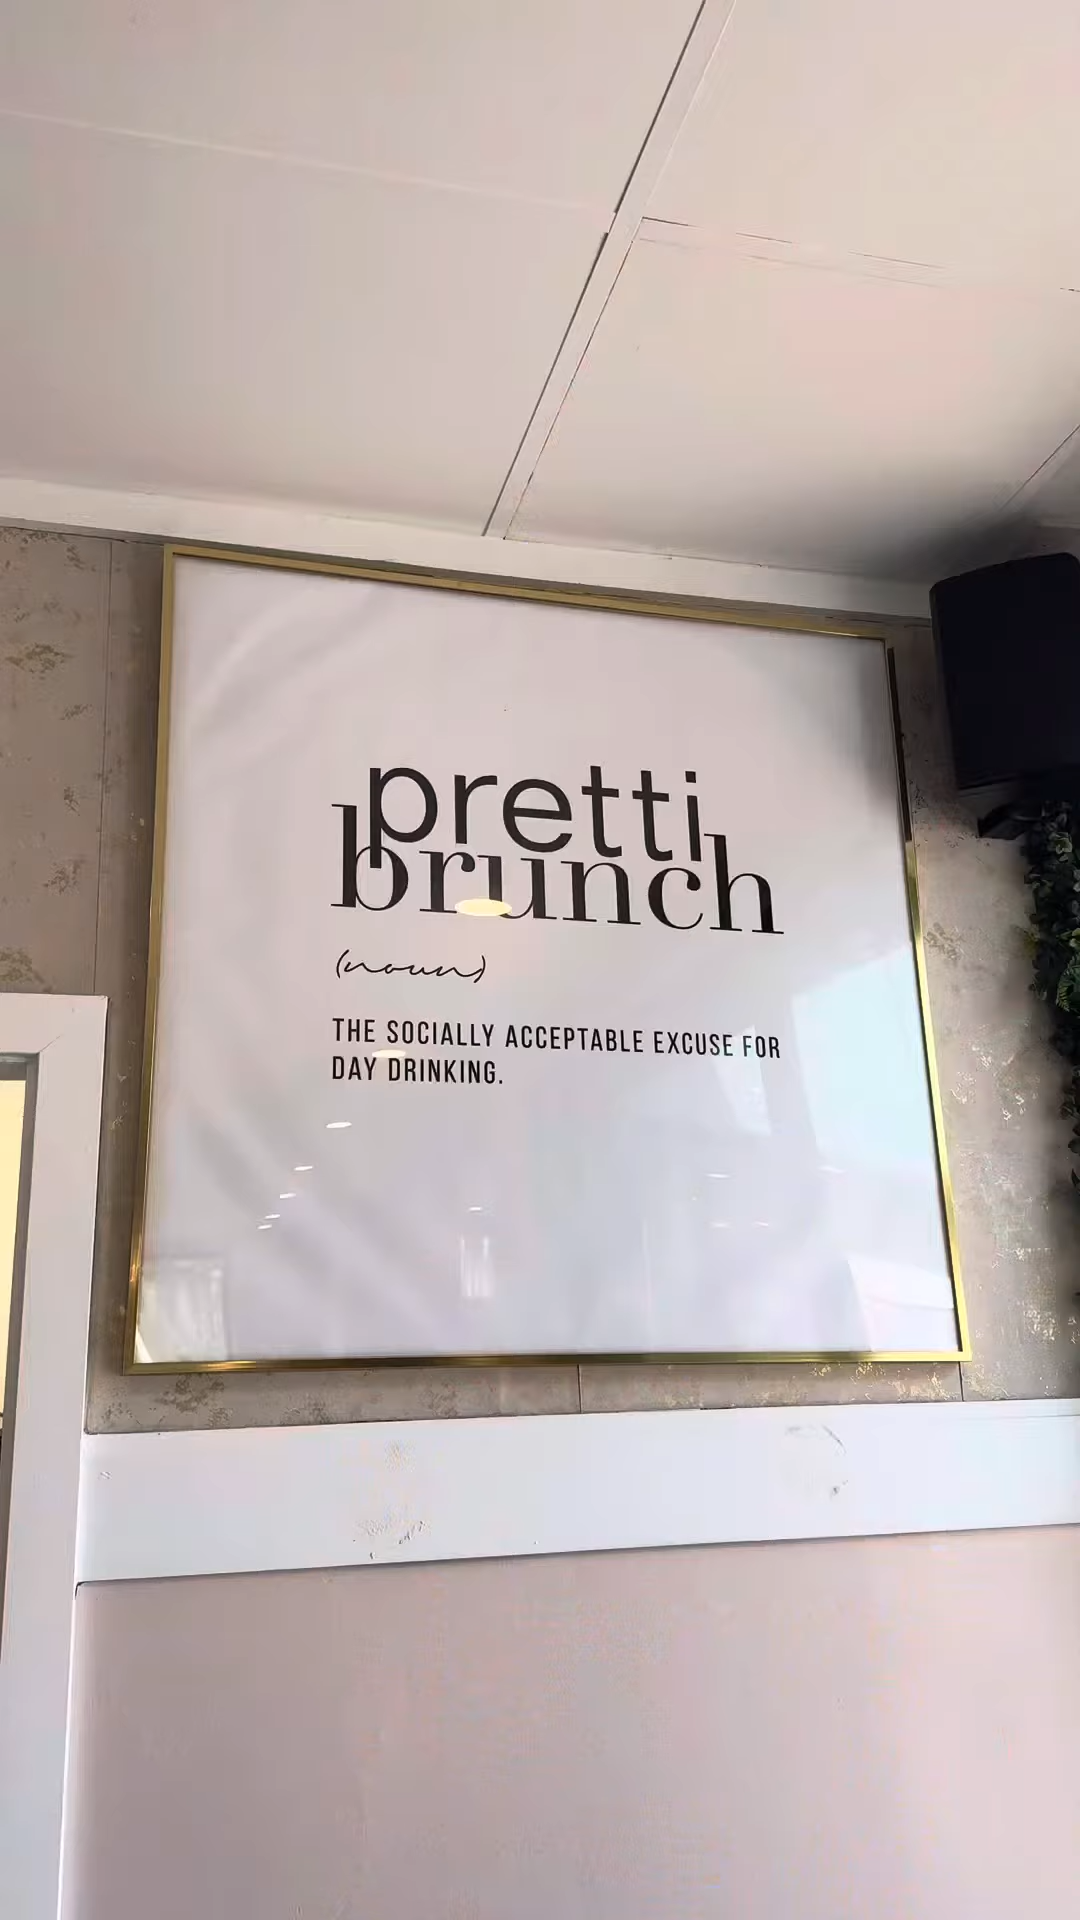 pretti
brunch
(noun)
THE SOCIALLY ACCEPTABLE EXCUSE FOR
DAY DRINKING.